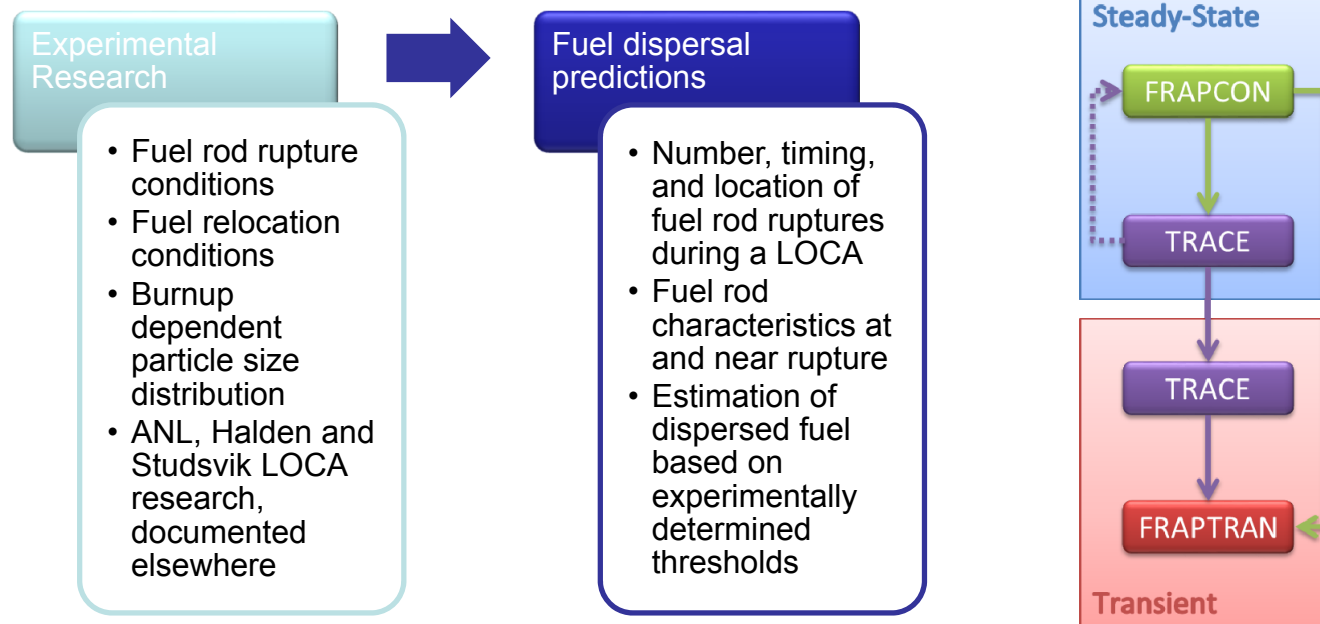 Experimental
Research
• Fuel rod rupture
conditions
• Fuel relocation
conditions
• Burnup
dependent
particle size
distribution
• ANL, Halden and
Studsvik LOCA
research,
documented
elsewhere
Fuel dispersal
predictions
• Number, timing,
and location of
fuel rod ruptures
during a LOCA
• Fuel rod
characteristics at
and near rupture
• Estimation of
dispersed fuel
based on
experimentally
determined
thresholds
Steady-State
FRAPCON
TRACE
TRACE
FRAPTRAN
Transient